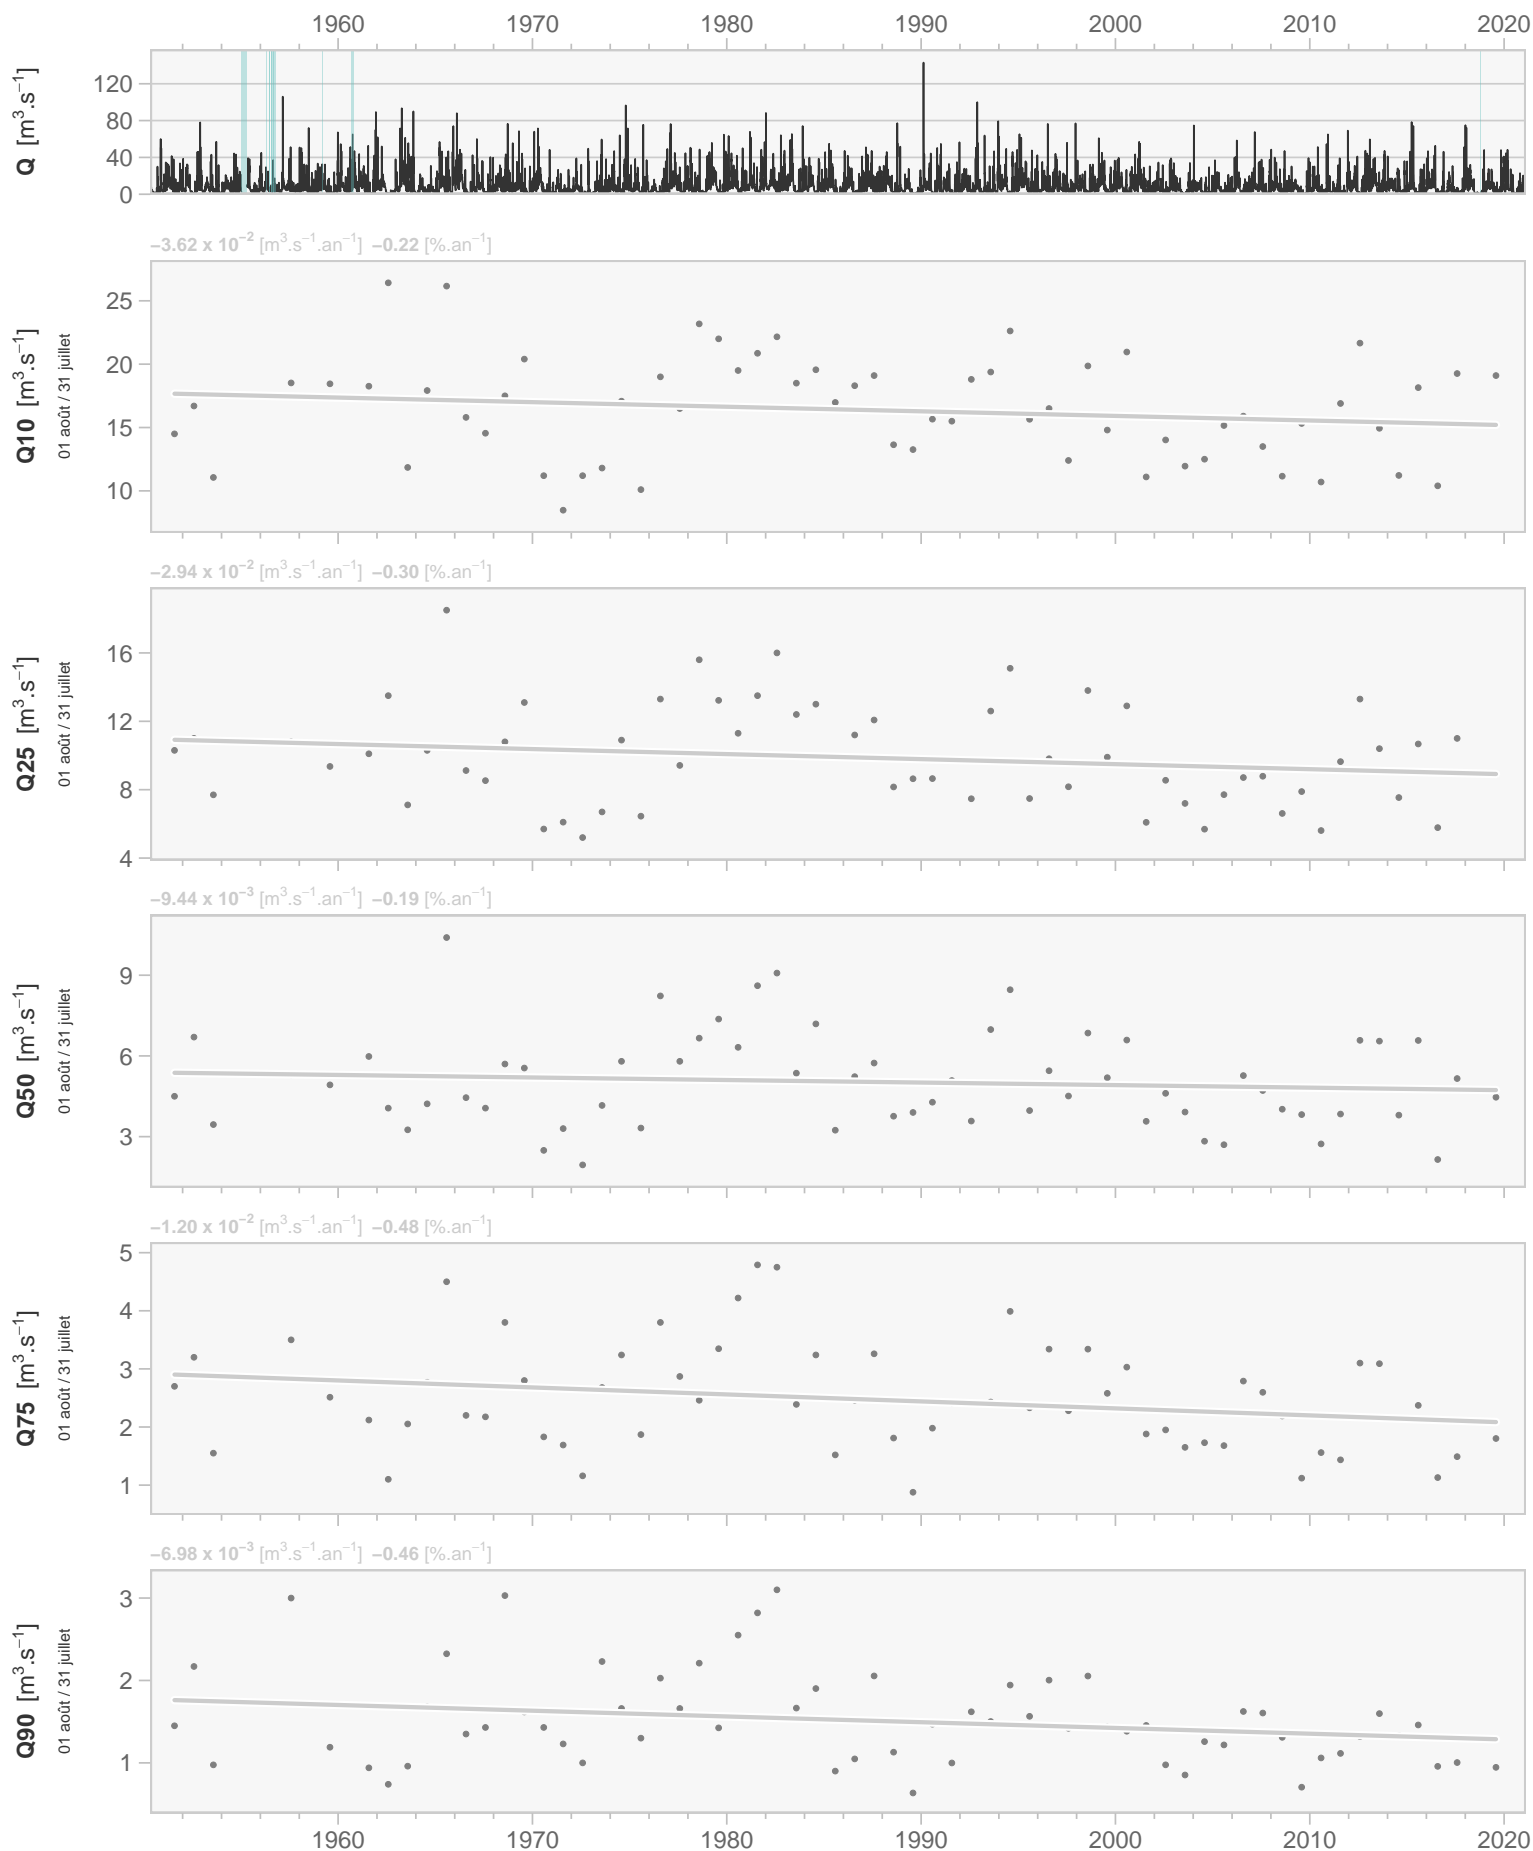 1960 1970 1980 1990 2000 2010 2020
Q [m³.s⁻¹]
120
80
40
0
−3.62 x 10⁻² [m³.s⁻¹.an⁻¹] −0.22 [%.an⁻¹]
Q10 [m³.s⁻¹]
01 août / 31 juillet
25
20
15
10
−2.94 x 10⁻² [m³.s⁻¹.an⁻¹] −0.30 [%.an⁻¹]
Q25 [m³.s⁻¹]
01 août / 31 juillet
16
12
8
4
−9.44 x 10⁻³ [m³.s⁻¹.an⁻¹] −0.19 [%.an⁻¹]
Q50 [m³.s⁻¹]
01 août / 31 juillet
9
6
3
−1.20 x 10⁻² [m³.s⁻¹.an⁻¹] −0.48 [%.an⁻¹]
Q75 [m³.s⁻¹]
01 août / 31 juillet
5
4
3
2
1
−6.98 x 10⁻³ [m³.s⁻¹.an⁻¹] −0.46 [%.an⁻¹]
Q90 [m³.s⁻¹]
01 août / 31 juillet
3
2
1
1960 1970 1980 1990 2000 2010 2020